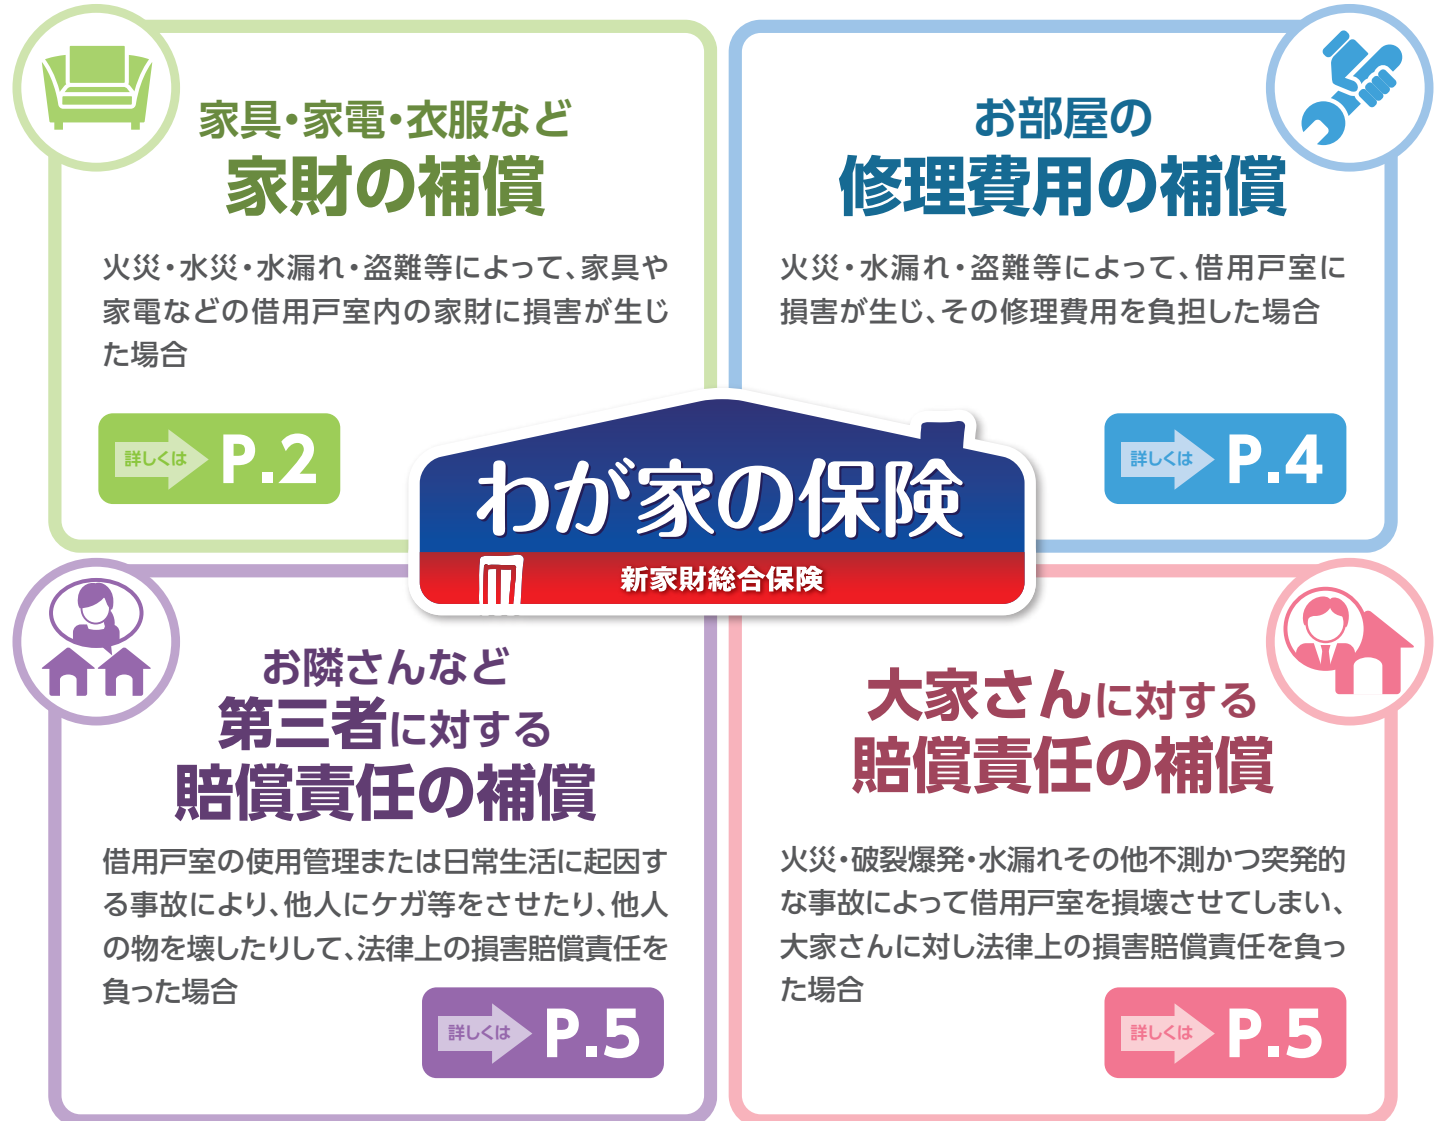 家具・家電・衣服など
家財の補償
火災・水災・水漏れ・盗難等によって、家具や
家電などの借用戸室内の家財に損害が生じ
た場合
詳しくは P.2
お部屋の
修理費用の補償
火災・水漏れ・盗難等によって、借用戸室に
損害が生じ、その修理費用を負担した場合
詳しくは P.4
わが家の保険
新家財総合保険
お隣さんなど
第三者に対する
賠償責任の補償
借用戸室の使用管理または日常生活に起因す
る事故により、他人にケガ等をさせたり、他人
の物を壊したりして、法律上の損害賠償責任を
負った場合
詳しくは P.5
大家さんに対する
賠償責任の補償
火災・破裂爆発・水漏れその他不測かつ突発的
な事故によって借用戸室を損壊させてしまい、
大家さんに対し法律上の損害賠償責任を負っ
た場合
詳しくは P.5